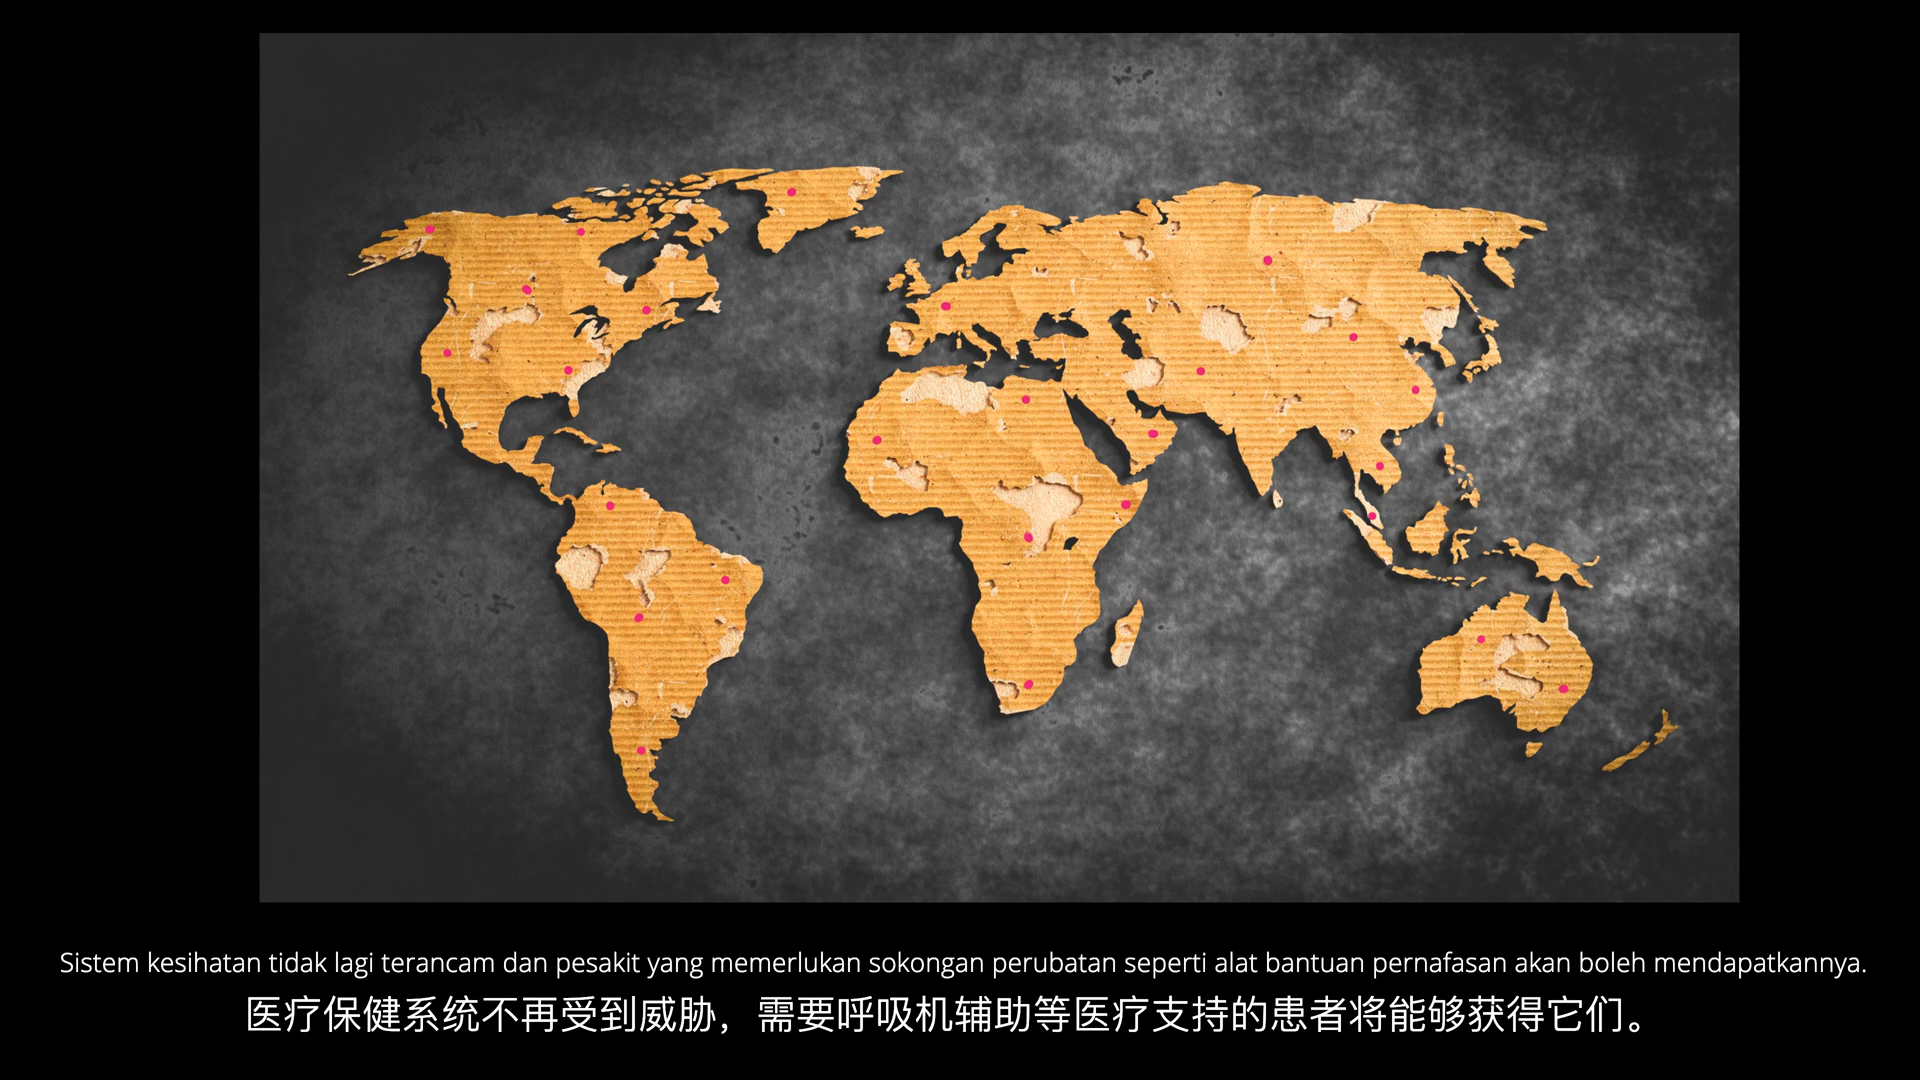 Sistem kesihatan tidak lagi terancam dan pesakit yang memerlukan sokongan perubatan seperti alat bantuan pernafasan akan boleh mendapatkannya.
医疗保健系统不再受到威胁，需要呼吸机辅助等医疗支持的患者将能够获得它们。